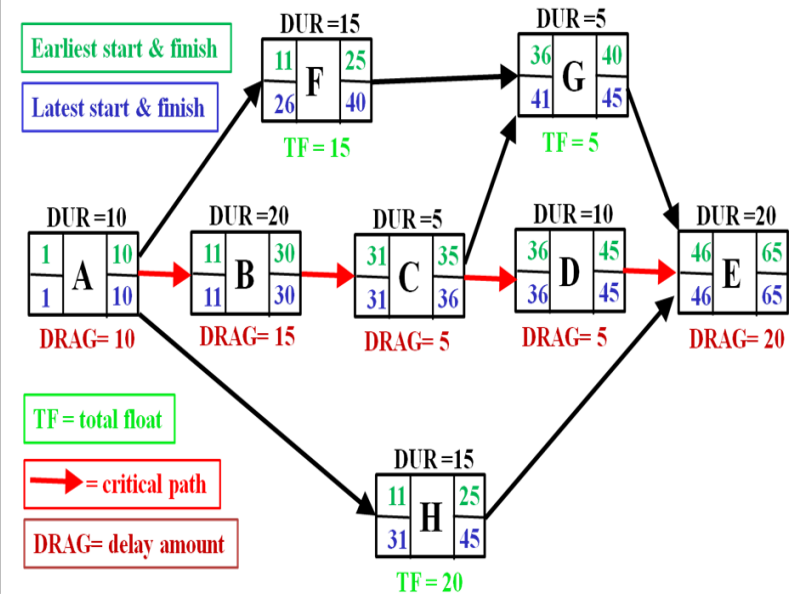 Earliest start & finish
Latest start & finish
DUR =15
11 F 25
26 40
TF = 15
DUR =5
36 G 40
41 45
TF = 5
DUR =10
1 A 10
1 10
DRAG= 10
DUR =20
11 B 30
11 30
DRAG= 15
DUR =5
31 C 35
31 36
DRAG= 5
DUR =10
36 D 45
36 45
DRAG= 5
DUR =20
46 E 65
46 65
DRAG= 20
DUR =15
11 H 25
31 45
TF = 20
TF = total float
= critical path
DRAG= delay amount